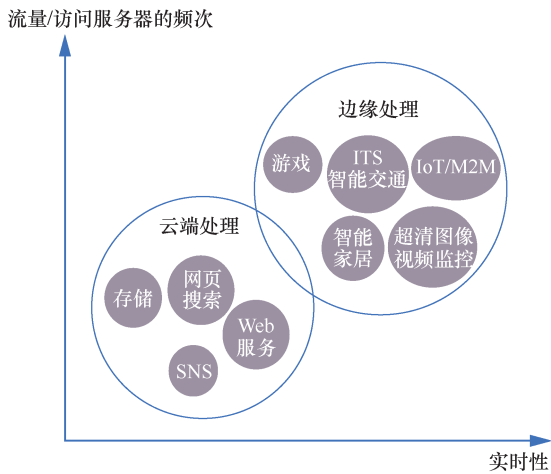 流量/访问服务器的频次
边缘处理
游戏
ITS
智能交通
IoT/M2M
智能
家居
超清图像
视频监控
云端处理
存储
网页
搜索
Web
服务
SNS
实时性